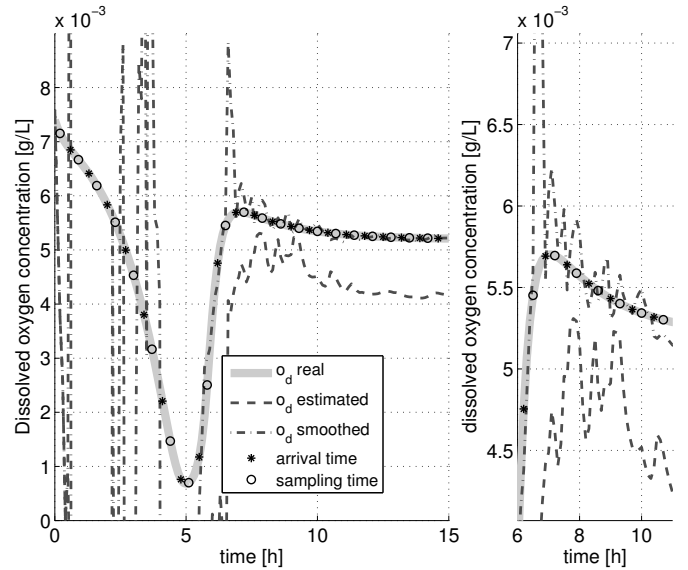 x 10⁻³
x 10⁻³
Dissolved oxygen concentration [g/L]
8
7
6
5
4
3
2
1
0
0
5
10
15
time [h]
o_d real
o_d estimated
o_d smoothed
arrival time
sampling time
dissolved oxygen concentration [g/L]
7
6.5
6
5.5
5
4.5
6
8
10
time [h]